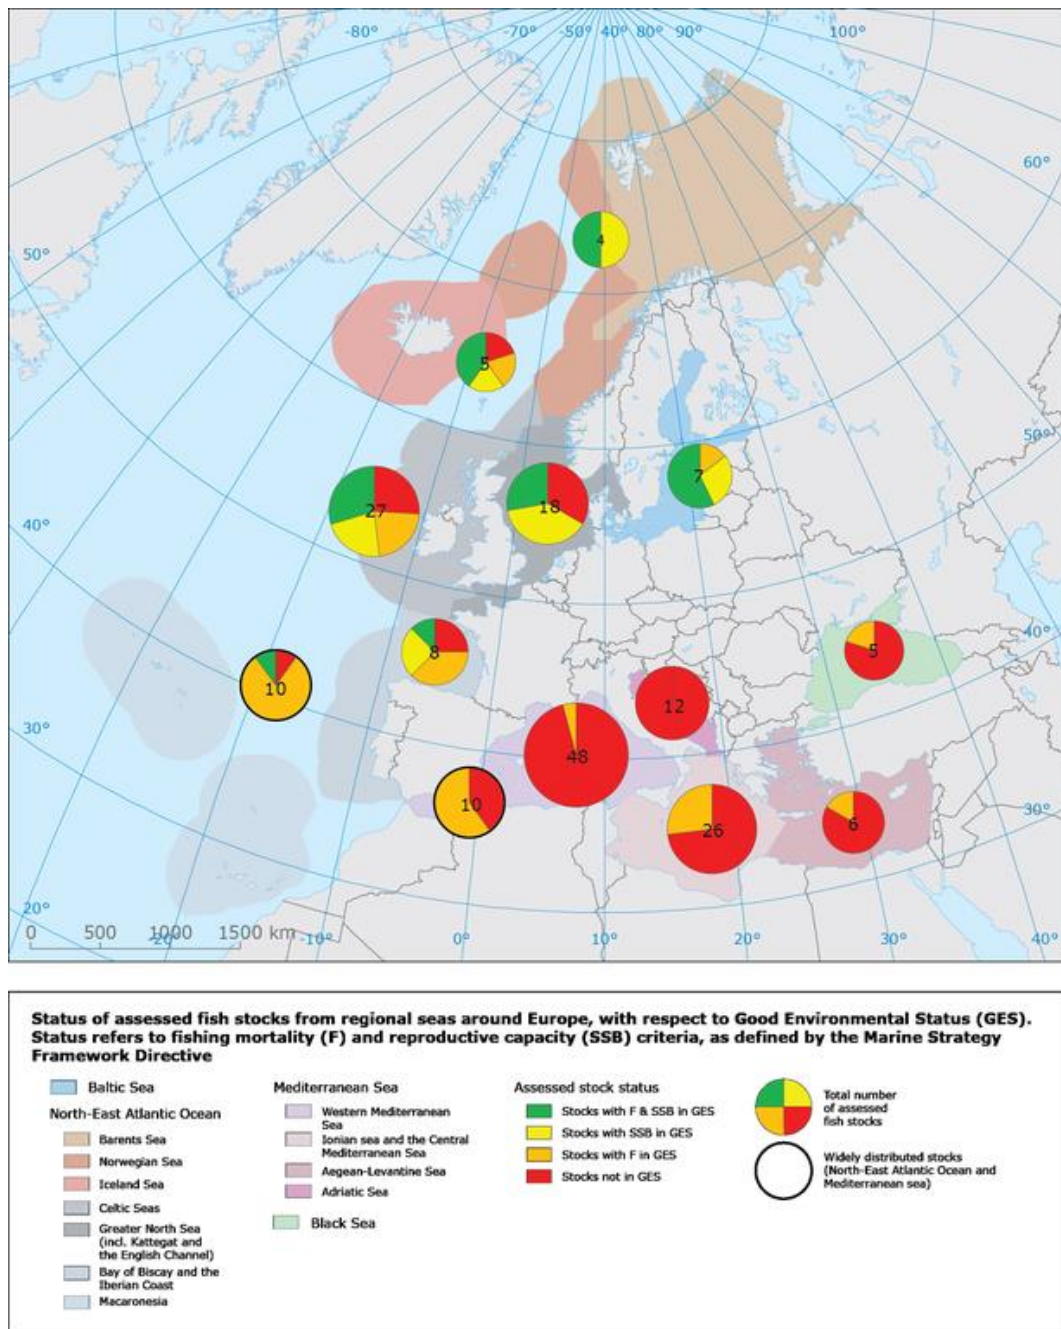 -80°
-70°
-50°
40°
80°
90°
100°
60°
50°
4
5
50°
27
18
7
40°
40°
8
5
10
12
30°
48
10
26
6
30°
20°
0 500 1000 1500 km
20°
-10°
0°
10°
20°
30°
40°
Status of assessed fish stocks from regional seas around Europe, with respect to Good Environmental Status (GES).
Status refers to fishing mortality (F) and reproductive capacity (SSB) criteria, as defined by the Marine Strategy
Framework Directive
Baltic Sea
North-East Atlantic Ocean
Barents Sea
Norwegian Sea
Iceland Sea
Celtic Seas
Greater North Sea
(incl. Kattegat and
the English Channel)
Bay of Biscay and the
Iberian Coast
Macaronesia
Mediterranean Sea
Western Mediterranean
Sea
Ionian sea and the Central
Mediterranean Sea
Aegean-Levantine Sea
Adriatic Sea
Black Sea
Assessed stock status
Stocks with F & SSB in GES
Stocks with SSB in GES
Stocks with F in GES
Stocks not in GES
Total number
of assessed
fish stocks
Widely distributed stocks
(North-East Atlantic Ocean and
Mediterranean sea)